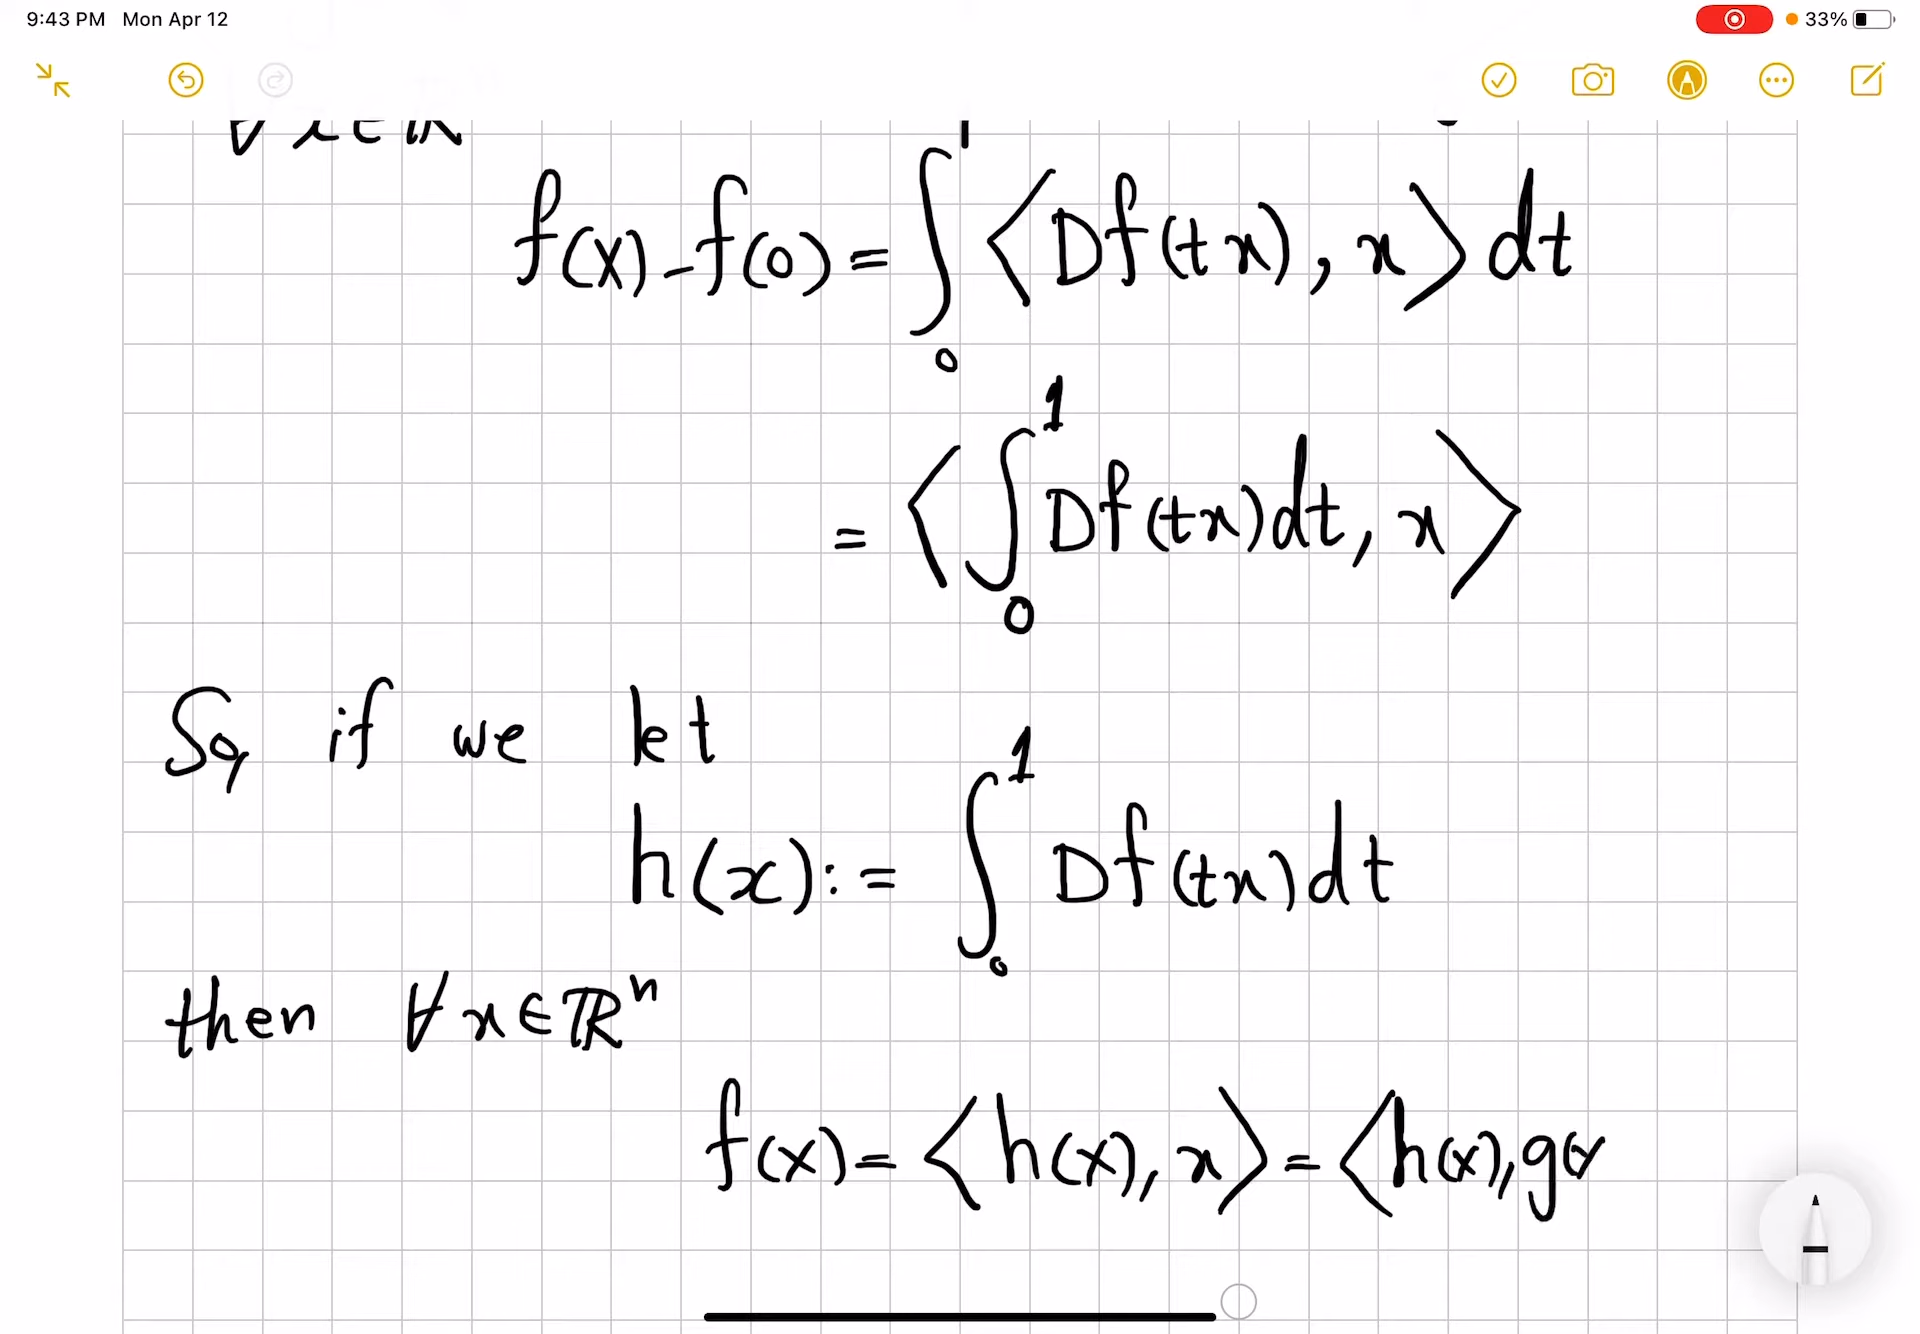 9:43 PM Mon Apr 12 33%
f(x) - f(0) = ∫₀¹ ⟨Df(tx), x⟩ dt
= ⟨∫₀¹ Df(tx)dt, x⟩
So, if we let
h(x) := ∫₀¹ Df(tx)dt
then ∀ x ∈ ℝⁿ
f(x) = ⟨h(x), x⟩ = ⟨h(x), g(x